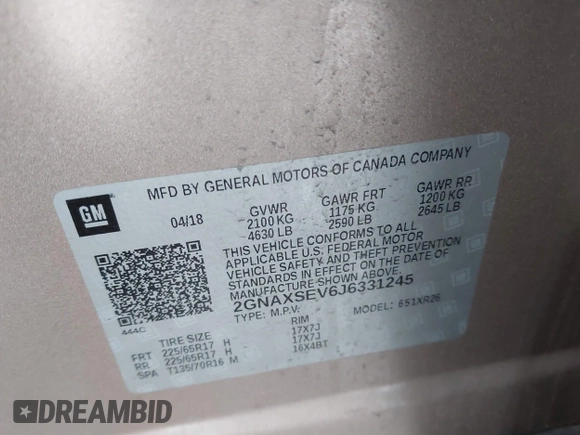 MFD BY GENERAL MOTORS OF CANADA COMPANY
GM
04/18 GVWR GAWR FRT GAWR RR
2100 KG 1175 KG 1200 KG
4630 LB 2590 LB 2645 LB
THIS VEHICLE CONFORMS TO ALL
APPLICABLE U.S. FEDERAL MOTOR
VEHICLE SAFETY AND THEFT PREVENTION
STANDARDS IN EFFECT ON THE DATE OF
MANUFACTURE SHOWN ABOVE.
2GNAXSEV6J6331245
TYPE: M.P.V. MODEL: 651XR26
444C
TIRE SIZE RIM
FRT 225/65R17 H 17X7J
RR 225/65R17 H 17X7J
SPA T135/70R16 M 16X4BT
DREAMBID